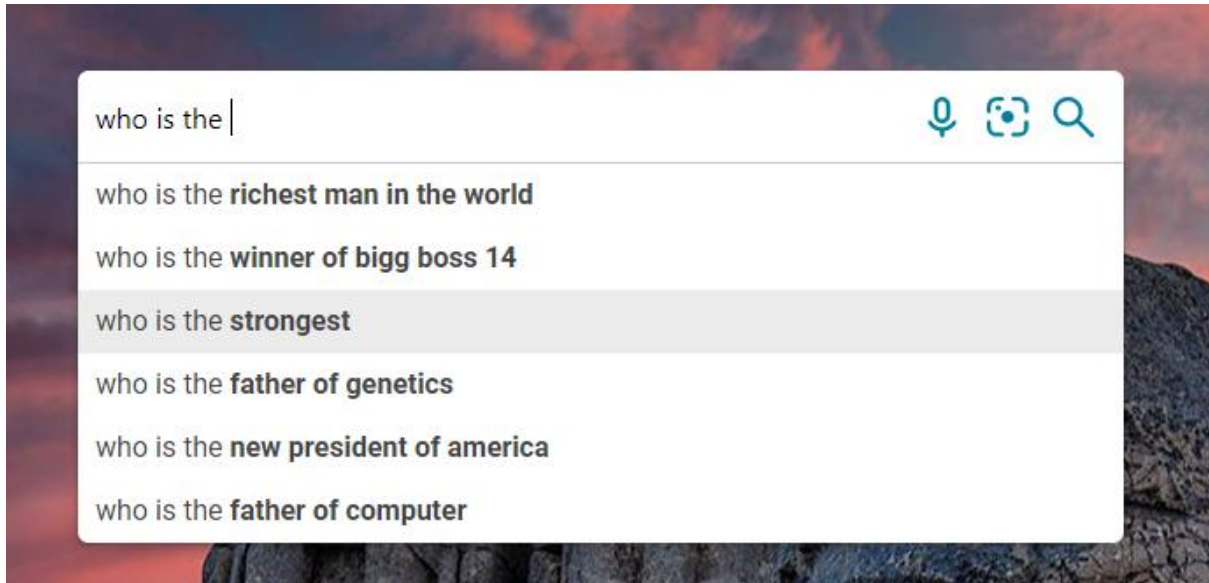 who is the
who is the richest man in the world
who is the winner of bigg boss 14
who is the strongest
who is the father of genetics
who is the new president of america
who is the father of computer